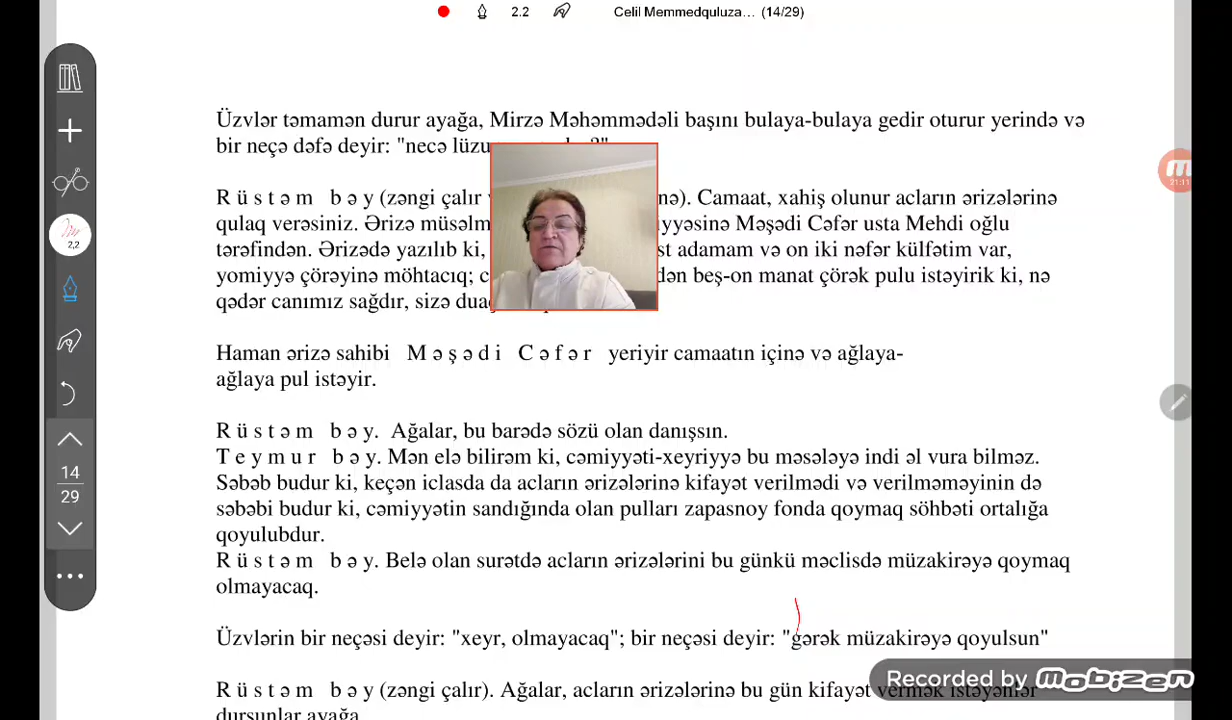 2.2 Celil Memmedquluza... (14/29)
Üzvlər təmamən durur ayağa, Mirzə Məhəmmədəli başını bulaya-bulaya gedir oturur yerində və
bir neçə dəfə deyir: "necə
R ü s t ə m b ə y (zəngi çalır Camaat, xahiş olunur acların ərizələrinə
qulaq verəsiniz. Ərizə Məşədi Cəfər usta Mehdi oğlu
tərəfindən. Ərizədə yazılıb ki, adamam və on iki nəfər külfətim var,
yomiyyə çörəyinə möhtacıq; beş-on manat çörək pulu istəyirik ki, nə
qədər canımız sağdır, sizə
Haman ərizə sahibi M ə ş ə d i C ə f ə r yeriyir camaatın içinə və ağlaya-
ağlaya pul istəyir.
R ü s t ə m b ə y. Ağalar, bu barədə sözü olan danışsın.
T e y m u r b ə y. Mən elə bilirəm ki, cəmiyyəti-xeyriyyə bu məsələyə indi əl vura bilməz.
Səbəb budur ki, keçən iclasda da acların ərizələrinə kifayət verilmədi və verilməməyinin də
səbəbi budur ki, cəmiyyətin sandığında olan pulları zapasnoy fonda qoymaq söhbəti ortalığa
qoyulubdur.
R ü s t ə m b ə y. Belə olan surətdə acların ərizələrini bu günkü məclisdə müzakirəyə qoymaq
olmayacaq.
Üzvlərin bir neçəsi deyir: "xeyr, olmayacaq"; bir neçəsi deyir: "gərək müzakirəyə qoyulsun"
R ü s t ə m b ə y (zəngi çalır). Ağalar, acların ərizələrinə bu gün kifayət vermək istəyənlər
dursunlar ayağa
2,2
14
29
21:11
Recorded by mobizen